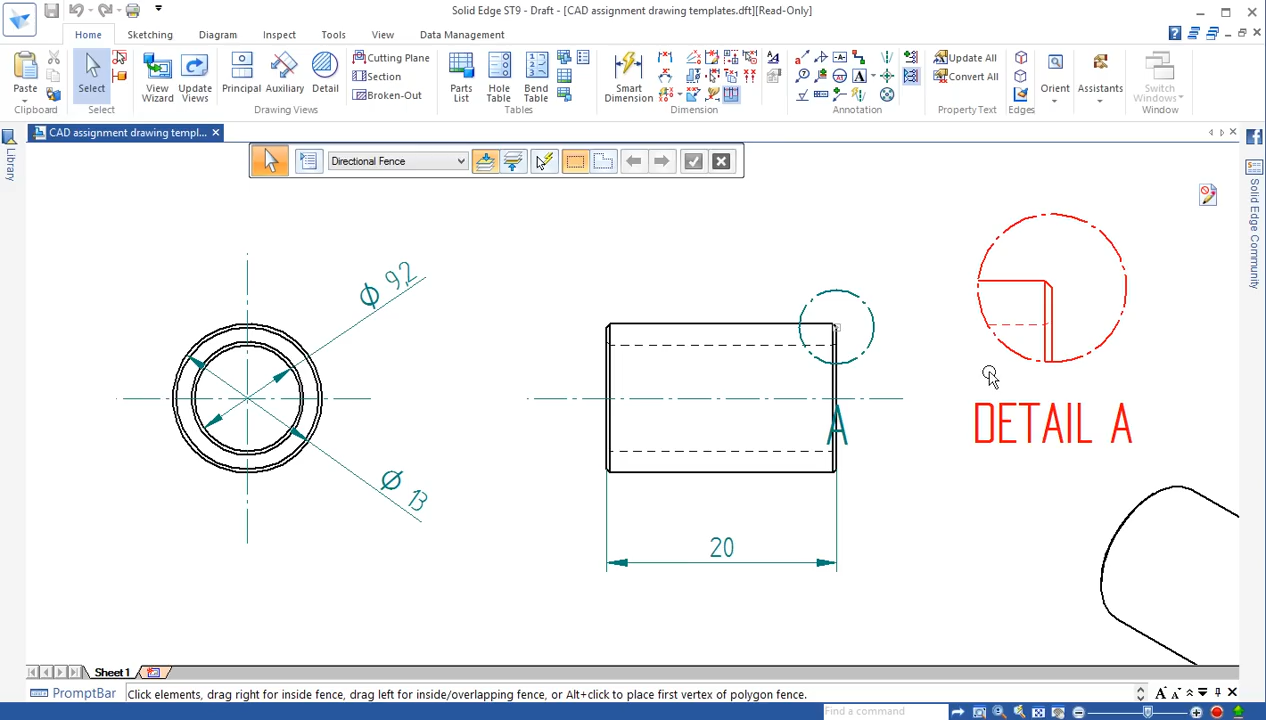 Solid Edge ST9 - Draft - [CAD assignment drawing templates.dft][Read-Only]
Home Sketching Diagram Inspect Tools View Data Management
Paste
Clipboard
Select
Select
View Wizard
Update Views
Principal
Auxiliary
Detail
Cutting Plane
Section
Broken-Out
Drawing Views
Parts List
Hole Table
Bend Table
Tables
Smart Dimension
Dimension
Annotation
Update All
Convert All
Property Text
Edges
Orient
Assistants
Switch Windows
Window
CAD assignment drawing templ...
Library
Directional Fence
Solid Edge Community
Φ 9,2
A
DETAIL A
Ø 13
20
Sheet1
PromptBar
Click elements, drag right for inside fence, drag left for inside/overlapping fence, or Alt+click to place first vertex of polygon fence.
Find a command